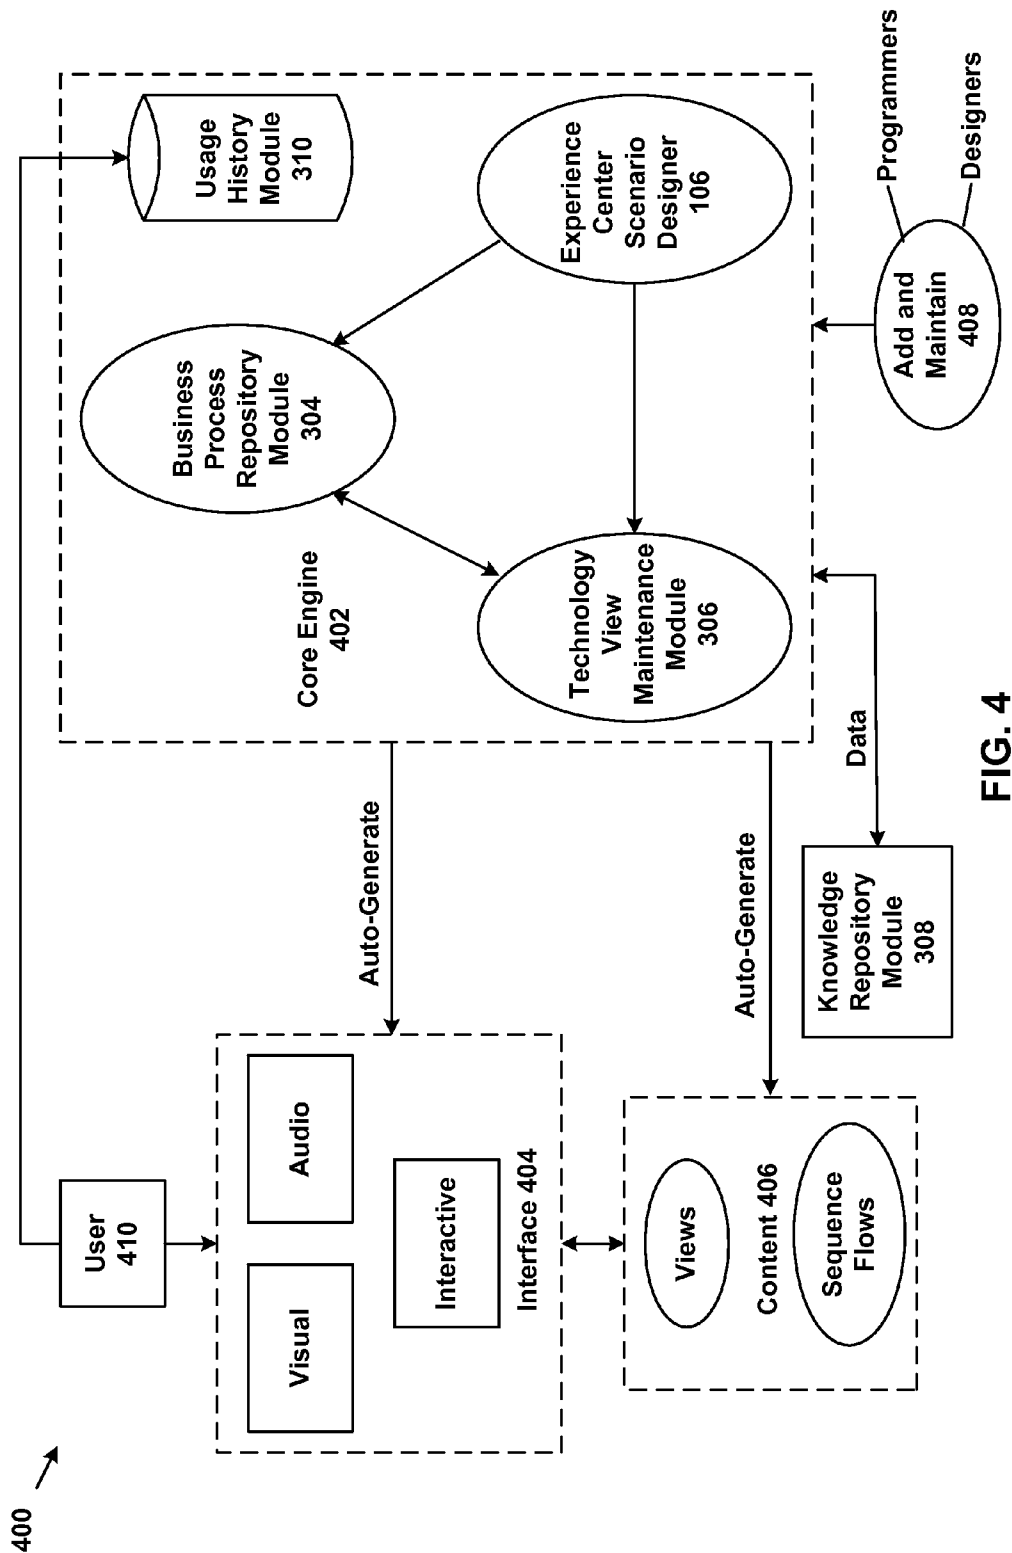 400
User
410
Visual
Audio
Interactive
Interface 404
Views
Content 406
Sequence
Flows
Auto-Generate
Auto-Generate
Core Engine
402
Business
Process
Repository
Module
304
Usage
History
Module
310
Technology
View
Maintenance
Module
306
Experience
Center
Scenario
Designer
106
Knowledge
Repository
Module
308
Data
Add and
Maintain
408
Programmers
Designers
FIG. 4